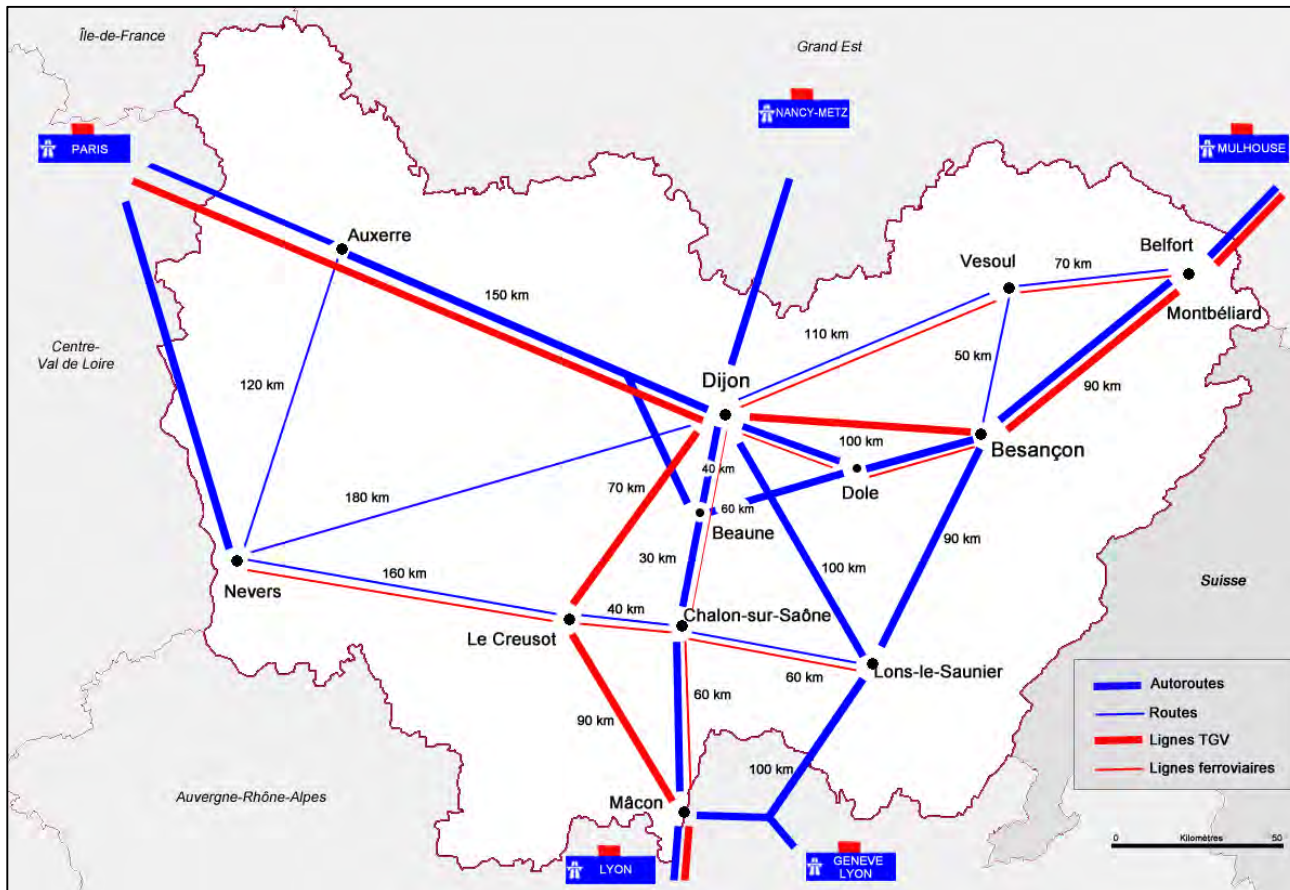 Île-de-France
Grand Est
NANCY-METZ
PARIS
MULHOUSE
Auxerre
Belfort
Vesoul
70 km
Montbéliard
150 km
110 km
Centre-
Val de Loire
50 km
120 km
90 km
Dijon
100 km
Besançon
40 km
70 km
Dole
180 km
60 km
Beaune
90 km
30 km
100 km
160 km
Suisse
Nevers
40 km
Chalon-sur-Saône
Le Creusot
Lons-le-Saunier
60 km
60 km
90 km
Autoroutes
Routes
Lignes TGV
Lignes ferroviaires
100 km
Auvergne-Rhône-Alpes
Mâcon
0 Kilomètres 50
LYON
GENEVE
LYON